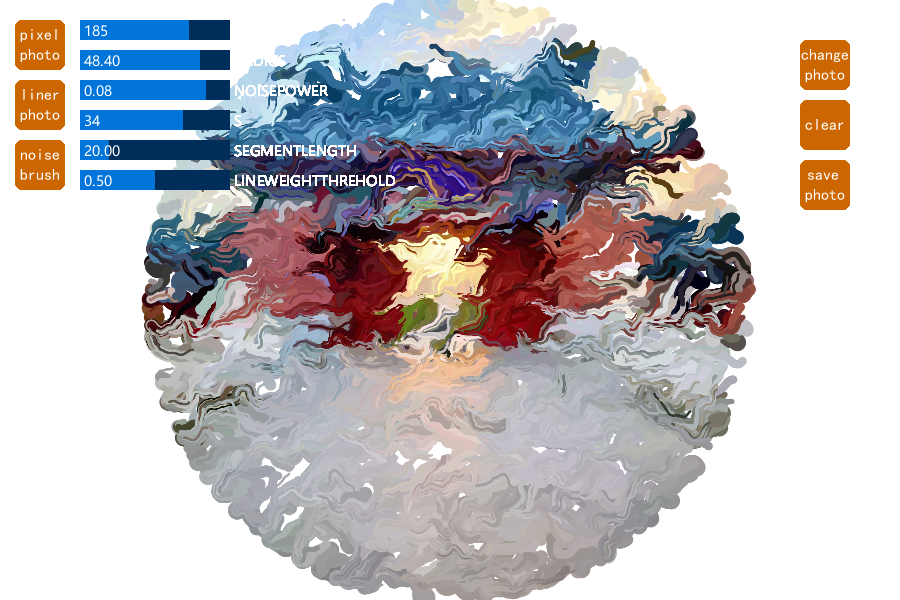 pixel
photo
liner
photo
noise
brush
185
48.40
0.08
NOISEPOWER
34
S
20.00
SEGMENTLENGTH
0.50
LINEWEIGHTTHREHOLD
change
photo
clear
save
photo